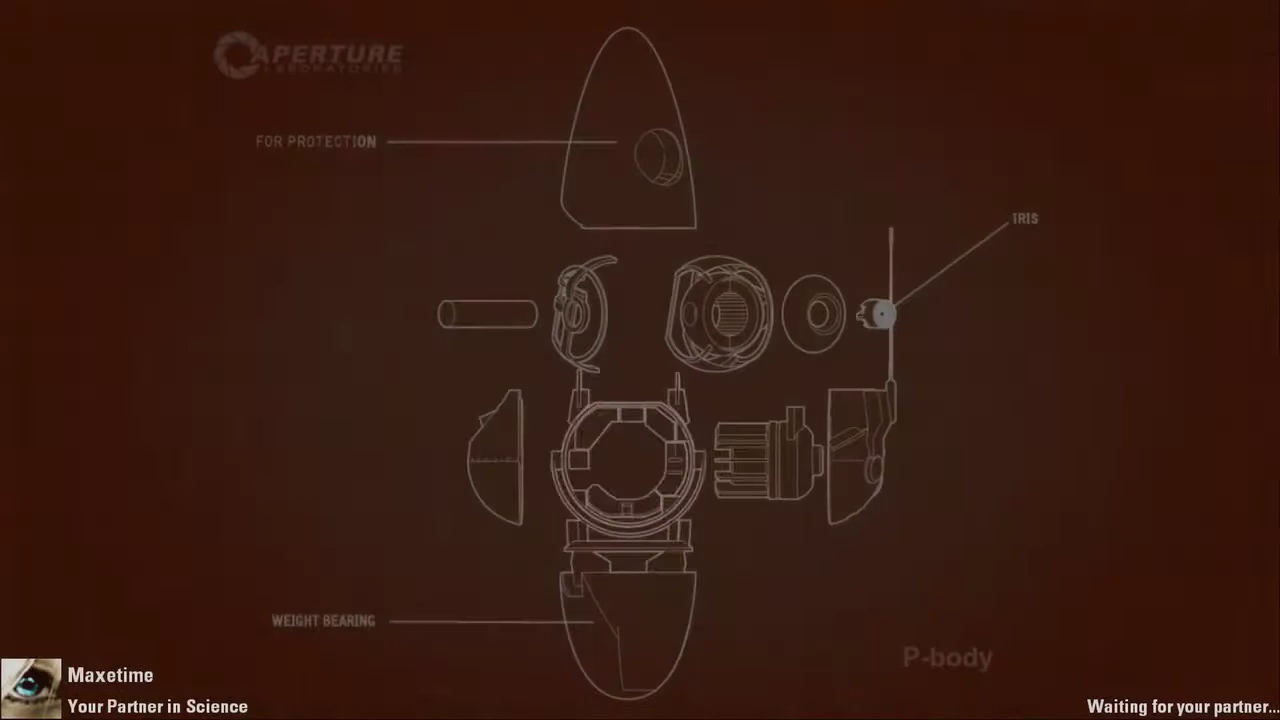 APERTURE
LABORATORIES
FOR PROTECTION
IRIS
WEIGHT BEARING
P-body
Maxetime
Your Partner in Science
Waiting for your partner...